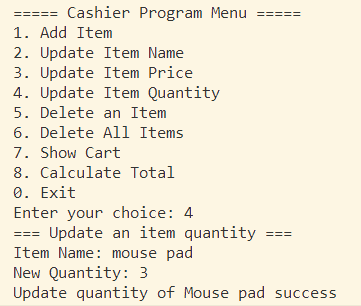 ===== Cashier Program Menu =====
1. Add Item
2. Update Item Name
3. Update Item Price
4. Update Item Quantity
5. Delete an Item
6. Delete All Items
7. Show Cart
8. Calculate Total
0. Exit
Enter your choice: 4
=== Update an item quantity ===
Item Name: mouse pad
New Quantity: 3
Update quantity of Mouse pad success